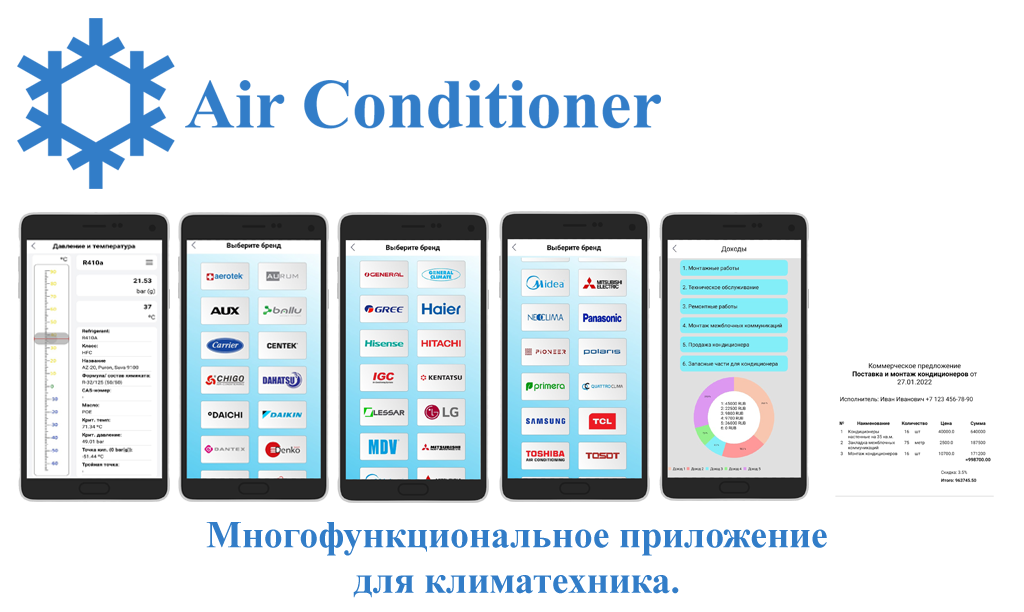 Air Conditioner
Давление и температура
°C
R410a
21.53
bar (g)
37
°C
Refrigerant:
R410A
Класс:
HFC
Название
AZ-20, Puron, Suva 9100
Формула/ состав хемиката:
R-32/125 (50/50)
CAS-номер:
-
Масло:
POE
Крит. темп:
71.34 °C
Крит. давление:
49.01 bar
Точка кип. (0 bar(g)):
-51.44 °C
Тройная точка:
Выберите бренд
aerotek
AURUM
AUX
ballu
Carrier
CENTEK
CHIGO
DAHATSU
DAICHI
DAIKIN
DANTEX
Denko
Выберите бренд
GENERAL
GENERAL CLIMATE
GREE
Haier
Hisense
HITACHI
IGC
KENTATSU
LESSAR
LG
MDV
MITSUBISHI
Выберите бренд
Midea
MITSUBISHI ELECTRIC
NEOCLIMA
Panasonic
PIONEER
polaris
primera
QUATTROCLIMA
SAMSUNG
TCL
TOSHIBA
AIR CONDITIONING
TOSOT
Доходы
1. Монтажные работы
2. Техническое обслуживание
3. Ремонтные работы
4. Монтаж межблочных коммуникаций
5. Продажа кондиционера
6. Запасные части для кондиционера
1: 45000 RUB
2: 22500 RUB
3: 9800 RUB
4: 9700 RUB
5: 36000 RUB
6: 0 RUB
Доход 1 Доход 2 Доход 3 Доход 4 Доход 5
Коммерческое предложение
Поставка и монтаж кондиционеров от
27.01.2022
Исполнитель: Иван Иванович +7 123 456-78-90
№ Наименование Количество Цена Сумма
1 Кондиционеры настенные на 35 кв.м. 16 шт 40000.0 640000
2 Закладка межблочных коммуникаций 75 метр 2500.0 187500
3 Монтаж кондиционеров 16 шт 10700.0 171200
=998700.00
Скидка: 3.5%
Итого: 963745.50
Многофункциональное приложение
для климатехника.